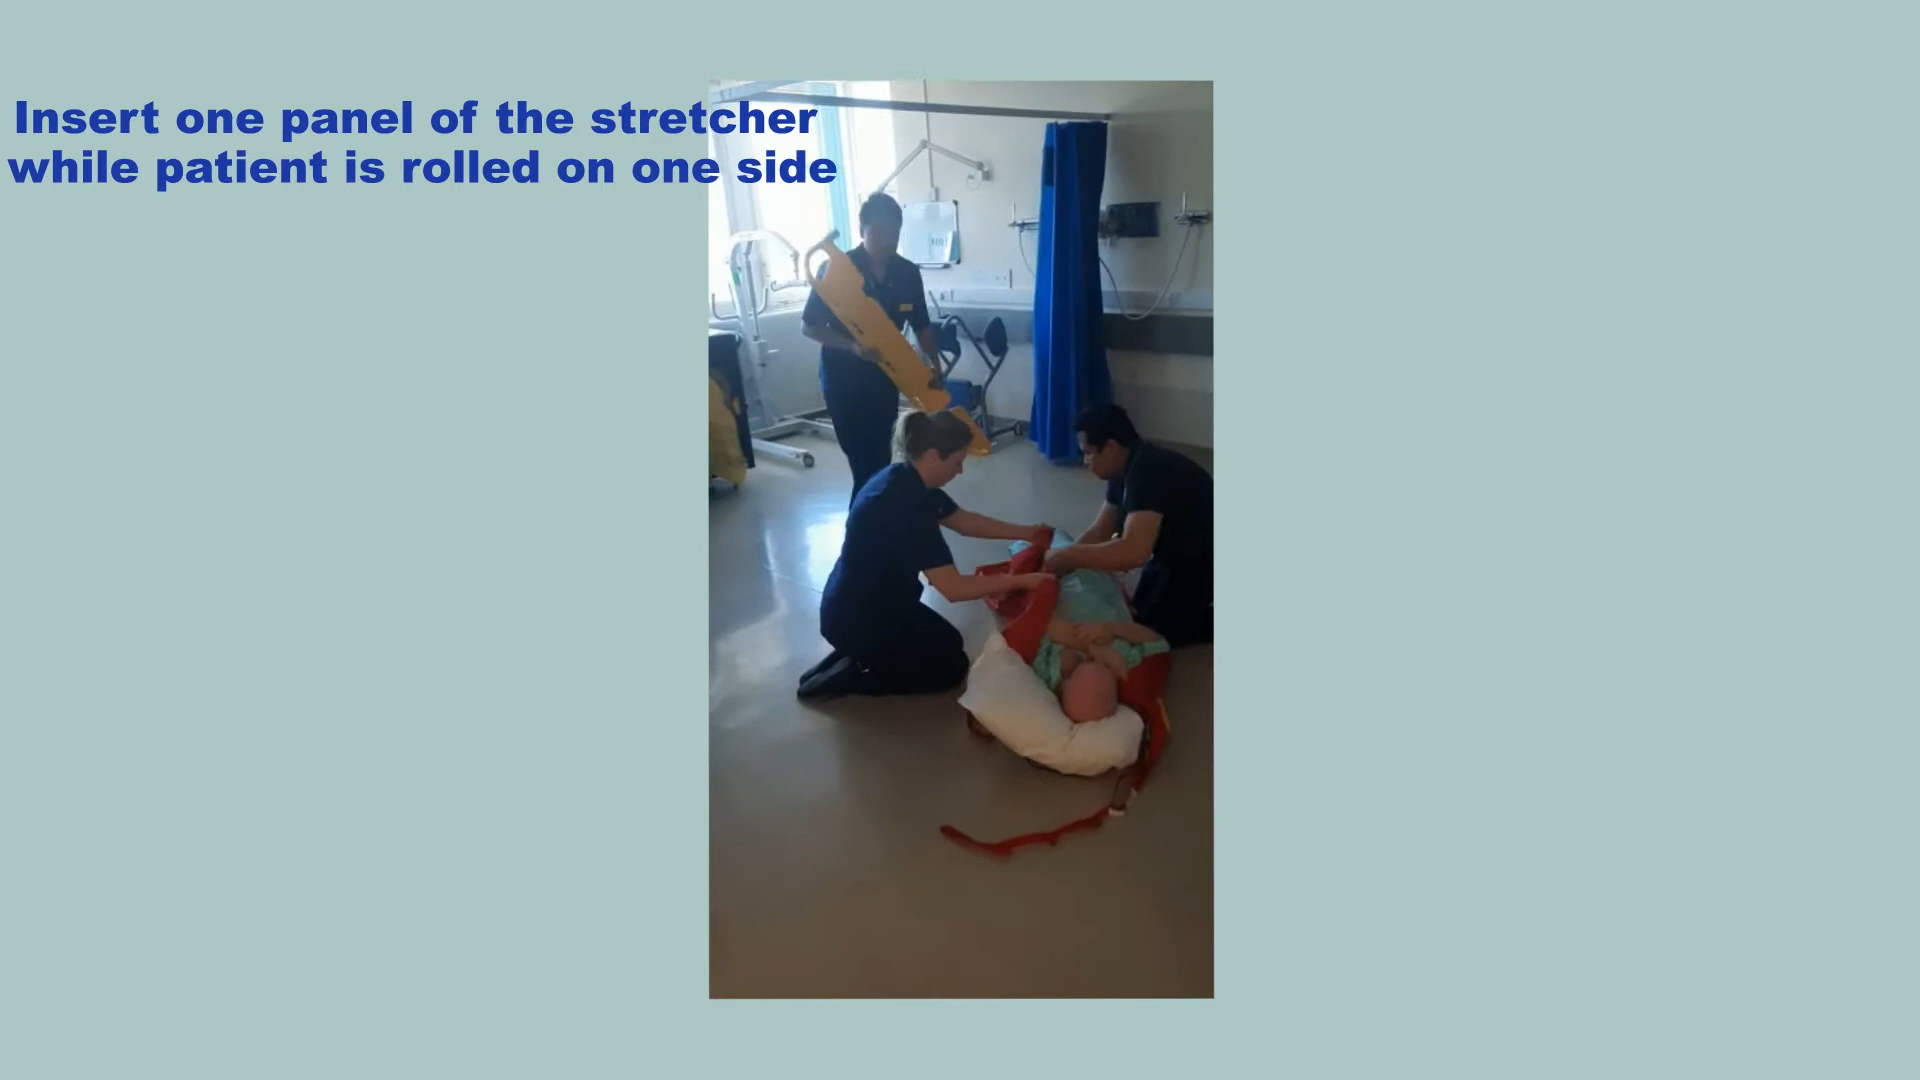 Insert one panel of the stretcher
while patient is rolled on one side